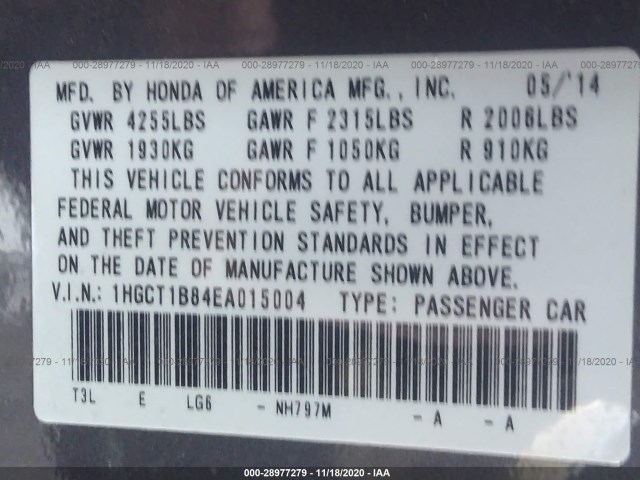 000-28977279 - 11/18/2020 - IAA
MFD. BY HONDA OF AMERICA MFG., INC. 05/'14
GVWR 4255LBS GAWR F 2315LBS R 2006LBS
GVWR 1930KG GAWR F 1050KG R 910KG
THIS VEHICLE CONFORMS TO ALL APPLICABLE
FEDERAL MOTOR VEHICLE SAFETY, BUMPER,
AND THEFT PREVENTION STANDARDS IN EFFECT
ON THE DATE OF MANUFACTURE SHOWN ABOVE.
V.I.N.: 1HGCT1B84EA015004 TYPE: PASSENGER CAR
T3L E LG6 - NH797M - A - A
000-28977279 - 11/18/2020 - IAA